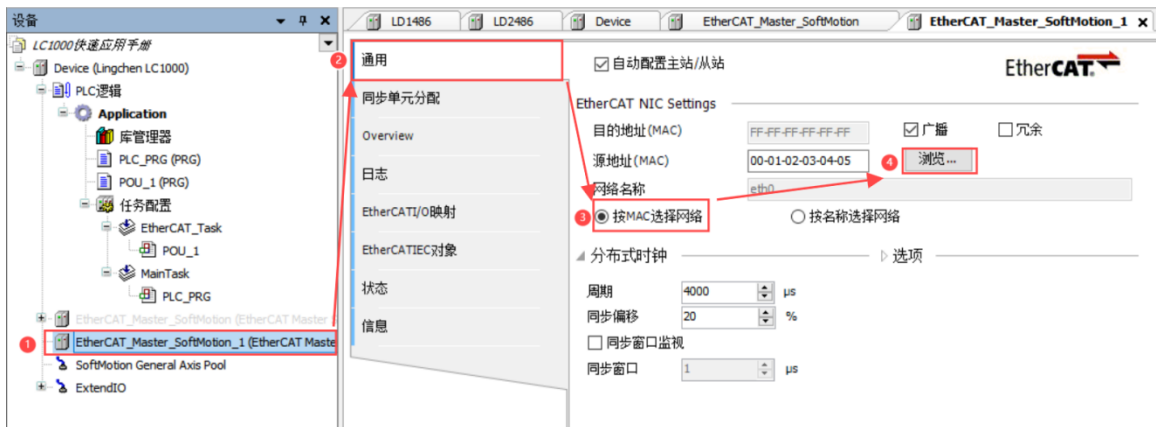 设备
LC1000快速应用手册
Device (Lingchen LC1000)
PLC逻辑
Application
库管理器
PLC_PRG (PRG)
POU_1 (PRG)
任务配置
EtherCAT_Task
POU_1
MainTask
PLC_PRG
EtherCAT_Master_SoftMotion (EtherCAT Master S
1
EtherCAT_Master_SoftMotion_1 (EtherCAT Maste
SoftMotion General Axis Pool
ExtendIO
LD1486 LD2486 Device EtherCAT_Master_SoftMotion EtherCAT_Master_SoftMotion_1 x
2 通用
同步单元分配
Overview
日志
EtherCATI/O映射
EtherCATIEC对象
状态
信息
自动配置主站/从站
EtherCAT
EtherCAT NIC Settings
目的地址(MAC) FF-FF-FF-FF-FF-FF 广播 冗余
源地址(MAC) 00-01-02-03-04-05 4 浏览...
网络名称 eth0
3 按MAC选择网络 按名称选择网络
分布式时钟 选项
周期 4000 µs
同步偏移 20 %
同步窗口监视
同步窗口 1 µs